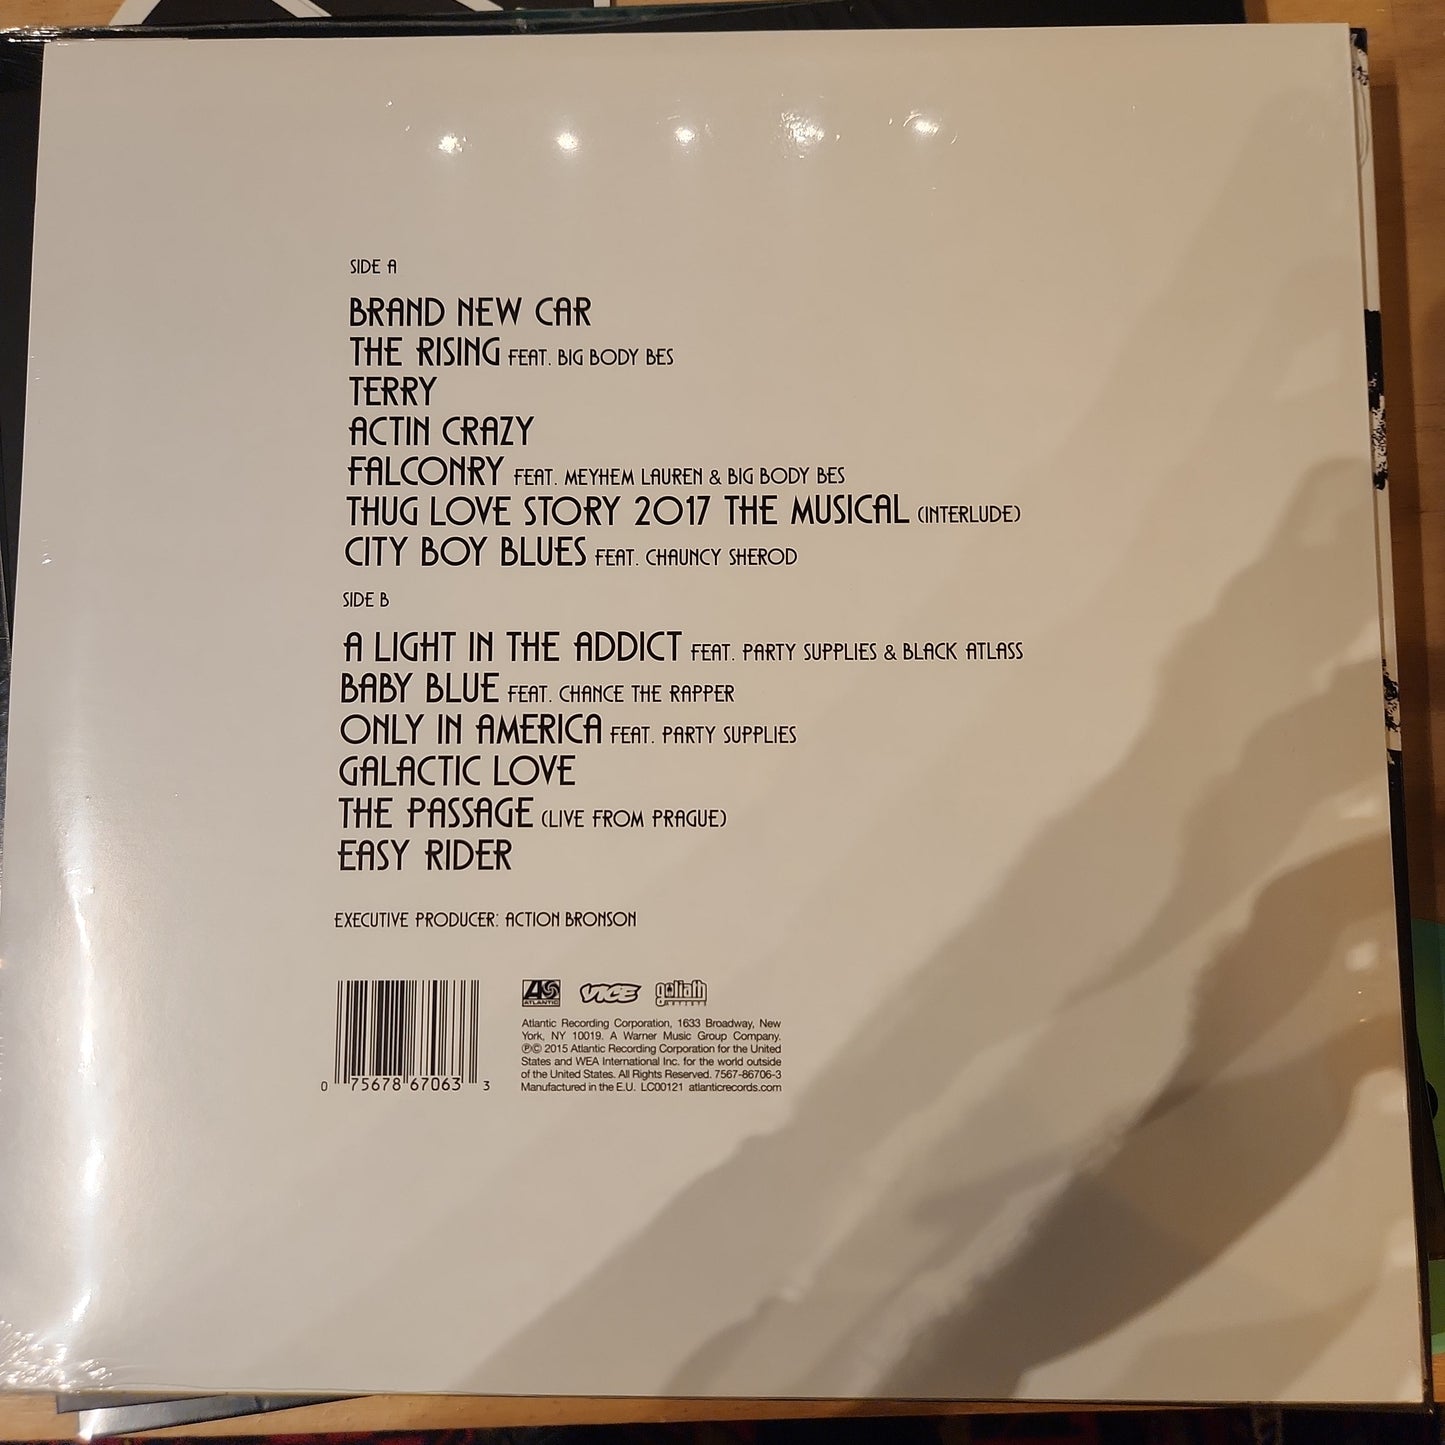 SIDE A
BRAND NEW CAR
THE RISING FEAT. BIG BODY BES
TERRY
ACTIN CRAZY
FALCONRY FEAT. MEYHEM LAUREN & BIG BODY BES
THUG LOVE STORY 2017 THE MUSICAL (INTERLUDE)
CITY BOY BLUES FEAT. CHAUNCY SHEROD
SIDE B
A LIGHT IN THE ADDICT FEAT. PARTY SUPPLIES & BLACK ATLASS
BABY BLUE FEAT. CHANCE THE RAPPER
ONLY IN AMERICA FEAT. PARTY SUPPLIES
GALACTIC LOVE
THE PASSAGE (LIVE FROM PRAGUE)
EASY RIDER
EXECUTIVE PRODUCER: ACTION BRONSON
0 75678 67063 3
ATLANTIC VICE goliath ARTISTS
Atlantic Recording Corporation, 1633 Broadway, New
York, NY 10019. A Warner Music Group Company.
℗© 2015 Atlantic Recording Corporation for the United
States and WEA International Inc. for the world outside
of the United States. All Rights Reserved. 7567-86706-3
Manufactured in the E.U. LC00121 atlanticrecords.com